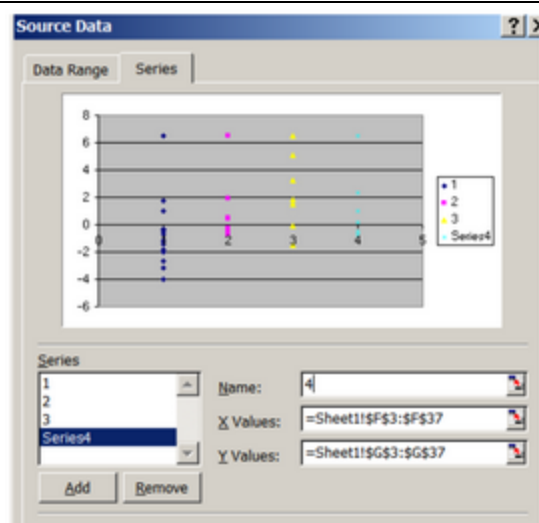 Source Data
? X
Data Range Series
8
6
4
2
0
-2
-4
-6
0 1 2 3 4 5
1
2
3
Series4
Series
1
2
3
Series4
Name: 4
X Values: =Sheet1!$F$3:$F$37
Y Values: =Sheet1!$G$3:$G$37
Add Remove